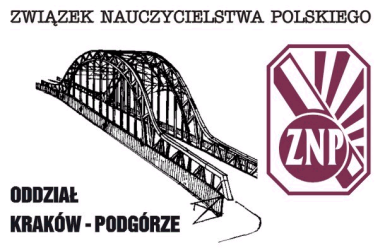 ZWIĄZEK NAUCZYCIELSTWA POLSKIEGO
ZNP
ODDZIAŁ
KRAKÓW - PODGÓRZE